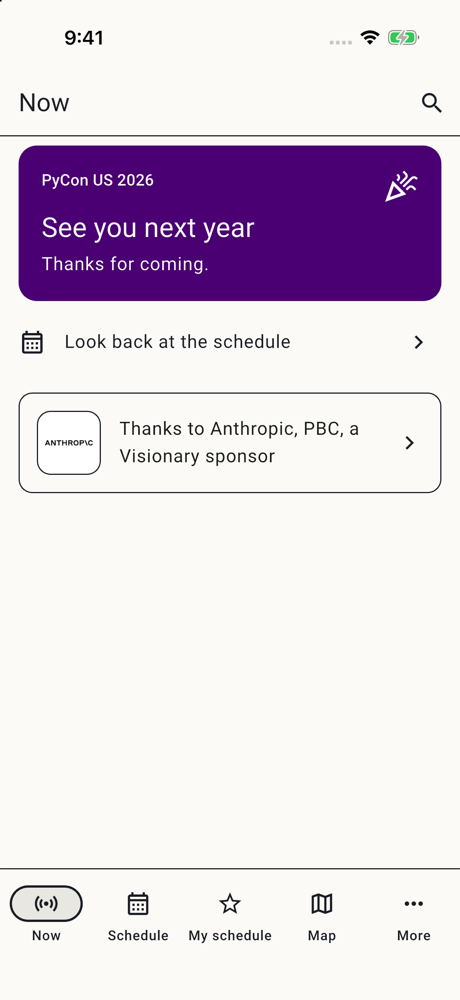 9:41
Now
PyCon US 2026
See you next year
Thanks for coming.
Look back at the schedule
ANTHROP\C
Thanks to Anthropic, PBC, a
Visionary sponsor
Now
Schedule
My schedule
Map
More